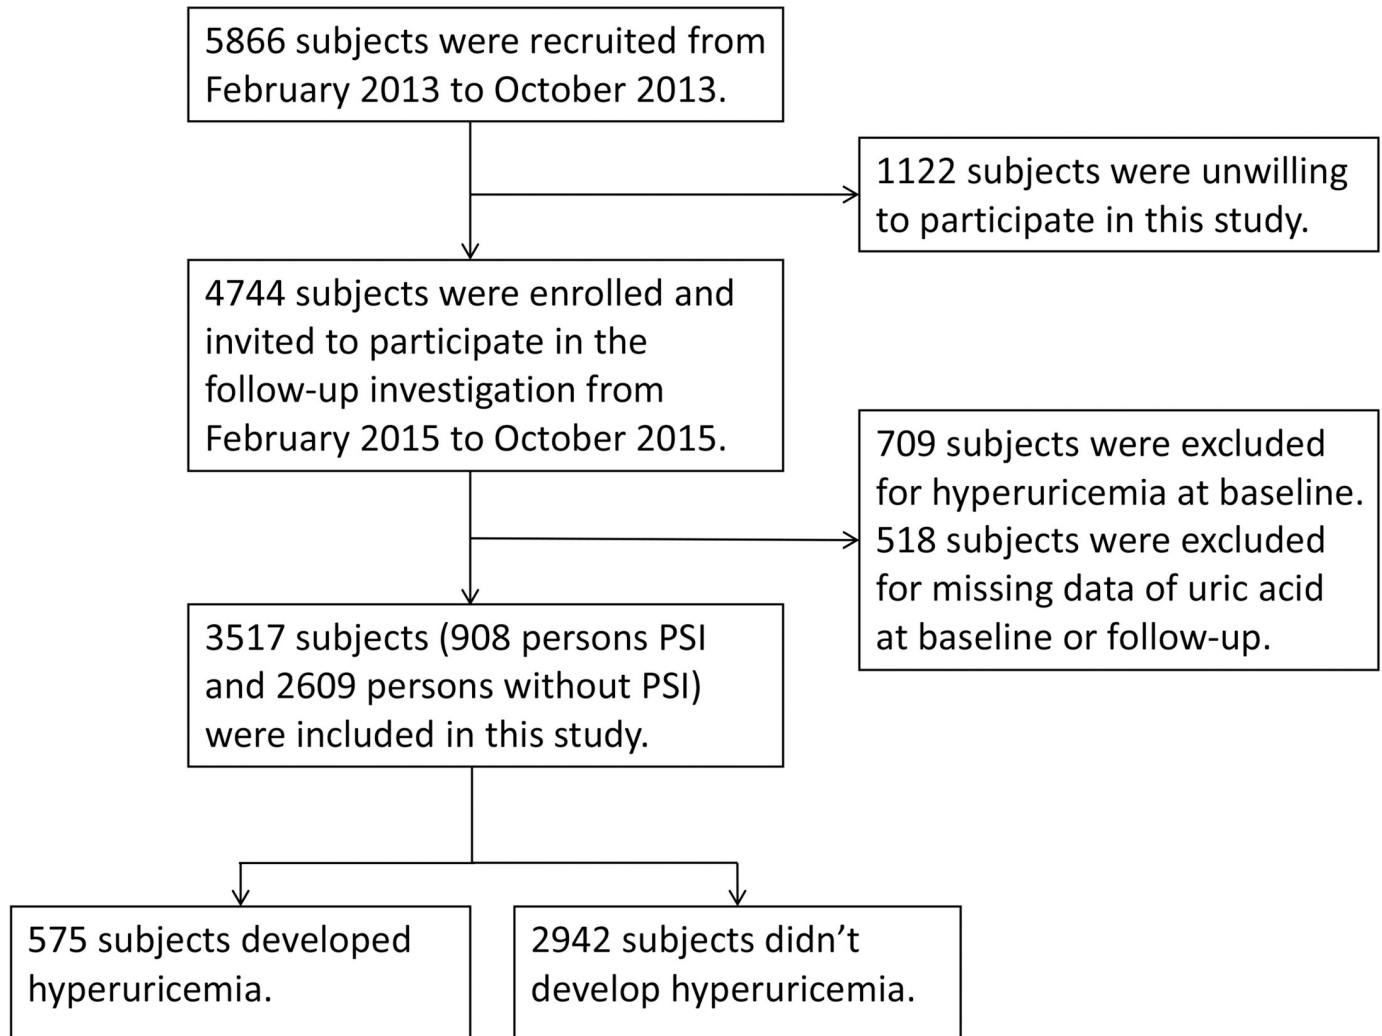 5866 subjects were recruited from
February 2013 to October 2013.
1122 subjects were unwilling
to participate in this study.
4744 subjects were enrolled and
invited to participate in the
follow-up investigation from
February 2015 to October 2015.
709 subjects were excluded
for hyperuricemia at baseline.
518 subjects were excluded
for missing data of uric acid
at baseline or follow-up.
3517 subjects (908 persons PSI
and 2609 persons without PSI)
were included in this study.
575 subjects developed
hyperuricemia.
2942 subjects didn’t
develop hyperuricemia.